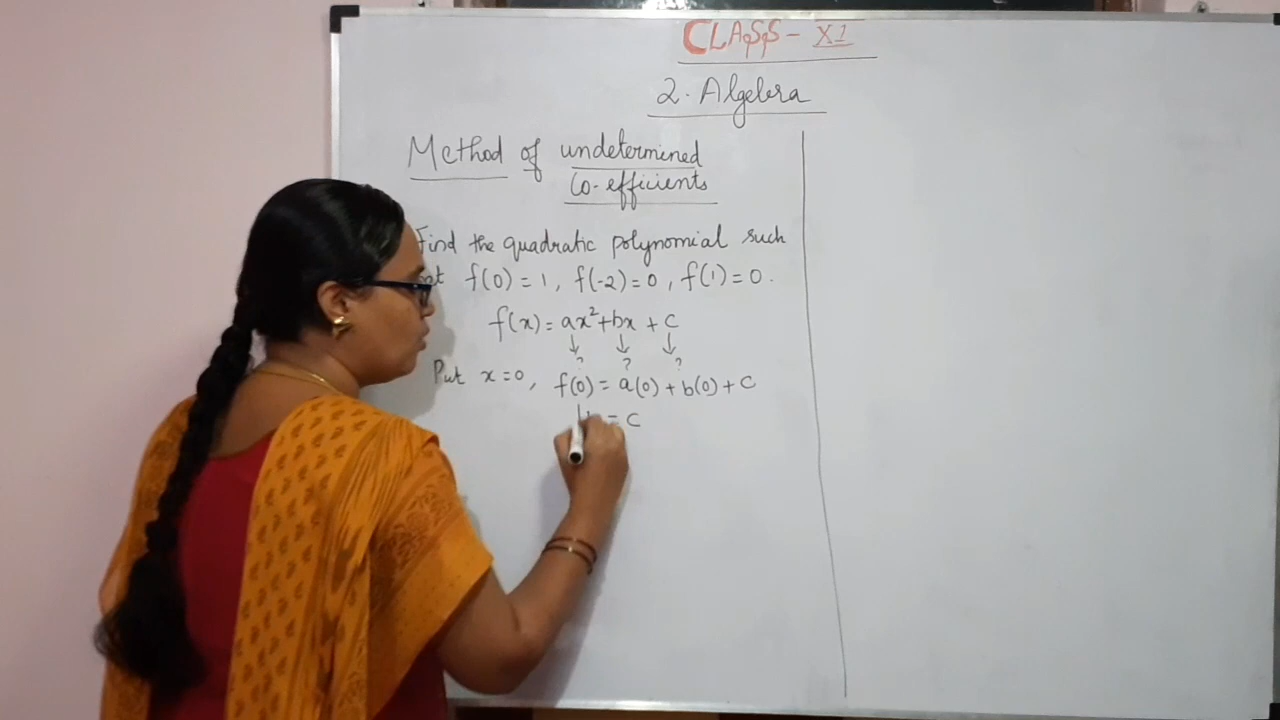 CLASS - XI
2. Algebra
Method of undetermined
Co-efficients
Find the quadratic polynomial such
f(0) = 1, f(-2) = 0, f(1) = 0.
f(x) = ax²+bx + c
↓ ↓ ↓
? ? ?
Put x=0, f(0) = a(0) + b(0) + c
= c